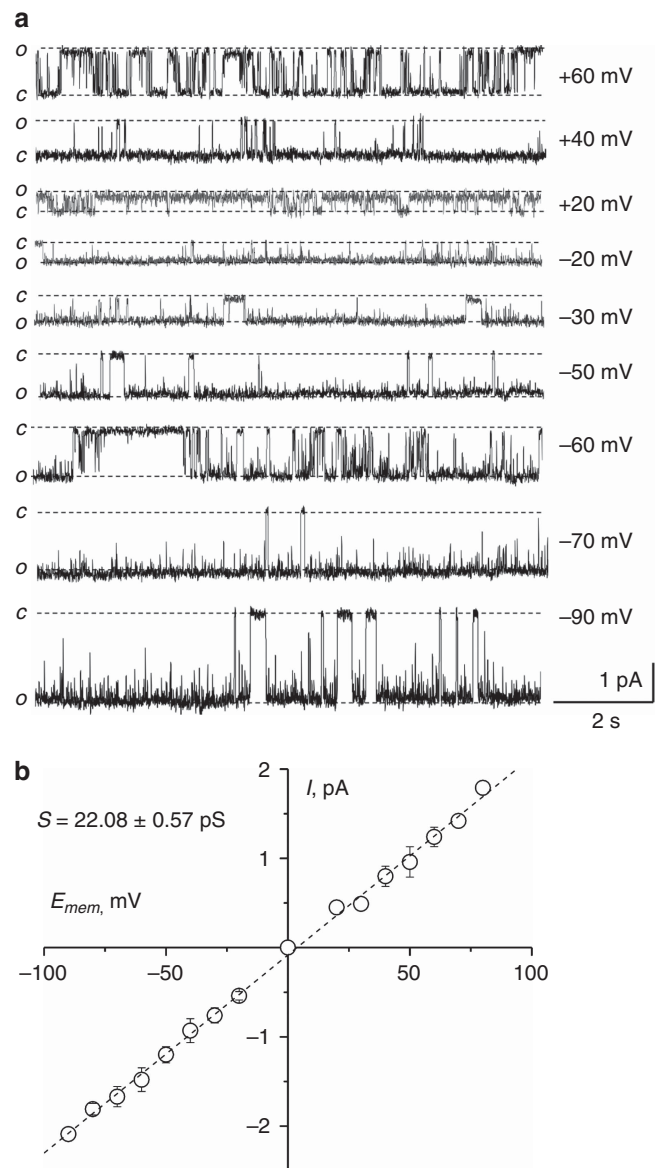 a
o
c
+60 mV
o
c
+40 mV
o
c
+20 mV
c
o
–20 mV
c
o
–30 mV
c
o
–50 mV
c
o
–60 mV
c
o
–70 mV
c
o
–90 mV
1 pA
2 s
b
2
I, pA
S = 22.08 ± 0.57 pS
1
E_mem, mV
–100
–50
0
50
100
–1
–2